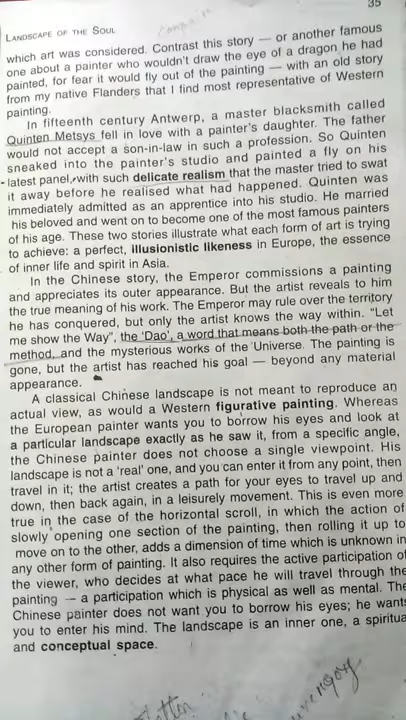 35
LANDSCAPE OF THE SOUL
which art was considered. Contrast this story — or another famous
one about a painter who wouldn't draw the eye of a dragon he had
painted, for fear it would fly out of the painting — with an old story
from my native Flanders that I find most representative of Western
painting.
In fifteenth century Antwerp, a master blacksmith called
Quinten Metsys fell in love with a painter's daughter. The father
would not accept a son-in-law in such a profession. So Quinten
sneaked into the painter's studio and painted a fly on his
latest panel, with such delicate realism that the master tried to swat
it away before he realised what had happened. Quinten was
immediately admitted as an apprentice into his studio. He married
his beloved and went on to become one of the most famous painters
of his age. These two stories illustrate what each form of art is trying
to achieve: a perfect, illusionistic likeness in Europe, the essence
of inner life and spirit in Asia.
In the Chinese story, the Emperor commissions a painting
and appreciates its outer appearance. But the artist reveals to him
the true meaning of his work. The Emperor may rule over the territory
he has conquered, but only the artist knows the way within. "Let
me show the Way", the 'Dao', a word that means both the path or the
method, and the mysterious works of the Universe. The painting is
gone, but the artist has reached his goal — beyond any material
appearance.
A classical Chinese landscape is not meant to reproduce an
actual view, as would a Western figurative painting. Whereas
the European painter wants you to borrow his eyes and look at
a particular landscape exactly as he saw it, from a specific angle,
the Chinese painter does not choose a single viewpoint. His
landscape is not a 'real' one, and you can enter it from any point, then
travel in it; the artist creates a path for your eyes to travel up and
down, then back again, in a leisurely movement. This is even more
true in the case of the horizontal scroll, in which the action of
slowly opening one section of the painting, then rolling it up to
move on to the other, adds a dimension of time which is unknown in
any other form of painting. It also requires the active participation of
the viewer, who decides at what pace he will travel through the
painting — a participation which is physical as well as mental. The
Chinese painter does not want you to borrow his eyes; he wants
you to enter his mind. The landscape is an inner one, a spiritua
and conceptual space.